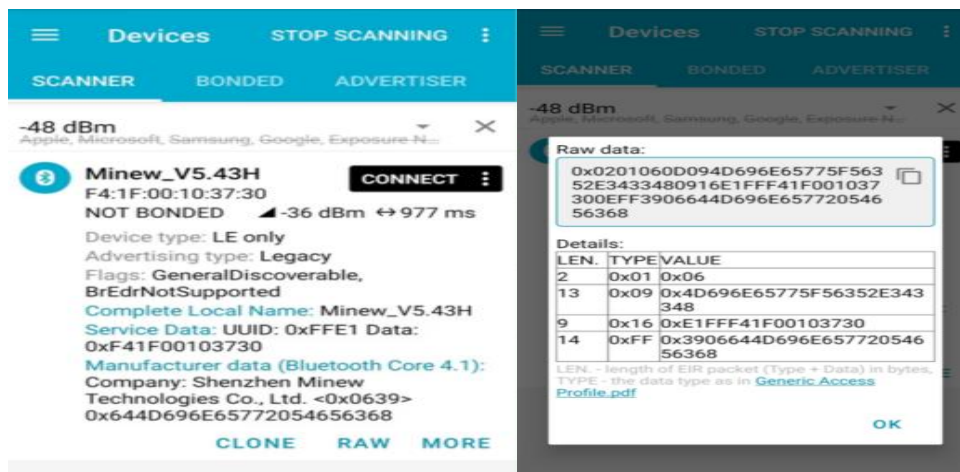 Devices STOP SCANNING
SCANNER BONDED ADVERTISER
-48 dBm
Apple, Microsoft, Samsung, Google, Exposure N...
Minew_V5.43H CONNECT
F4:1F:00:10:37:30
NOT BONDED -36 dBm ↔977 ms
Device type: LE only
Advertising type: Legacy
Flags: GeneralDiscoverable,
BrEdrNotSupported
Complete Local Name: Minew_V5.43H
Service Data: UUID: 0xFFE1 Data:
0xF41F00103730
Manufacturer data (Bluetooth Core 4.1):
Company: Shenzhen Minew
Technologies Co., Ltd. <0x0639>
0x644D696E65772054656368
CLONE RAW MORE
Devices STOP SCANNING
SCANNER BONDED ADVERTISER
-48 dBm
Apple, Microsoft, Samsung, Google, Exposure N...
Raw data:
0x0201060D094D696E65775F563
52E3433480916E1FFF41F001037
300EFF3906644D696E657720546
56368
Details:
LEN. TYPE VALUE
2 0x01 0x06
13 0x09 0x4D696E65775F56352E343
348
9 0x16 0xE1FFF41F00103730
14 0xFF 0x3906644D696E657720546
56368
LEN. - length of EIR packet (Type + Data) in bytes,
TYPE - the data type as in Generic Access
Profile.pdf
OK